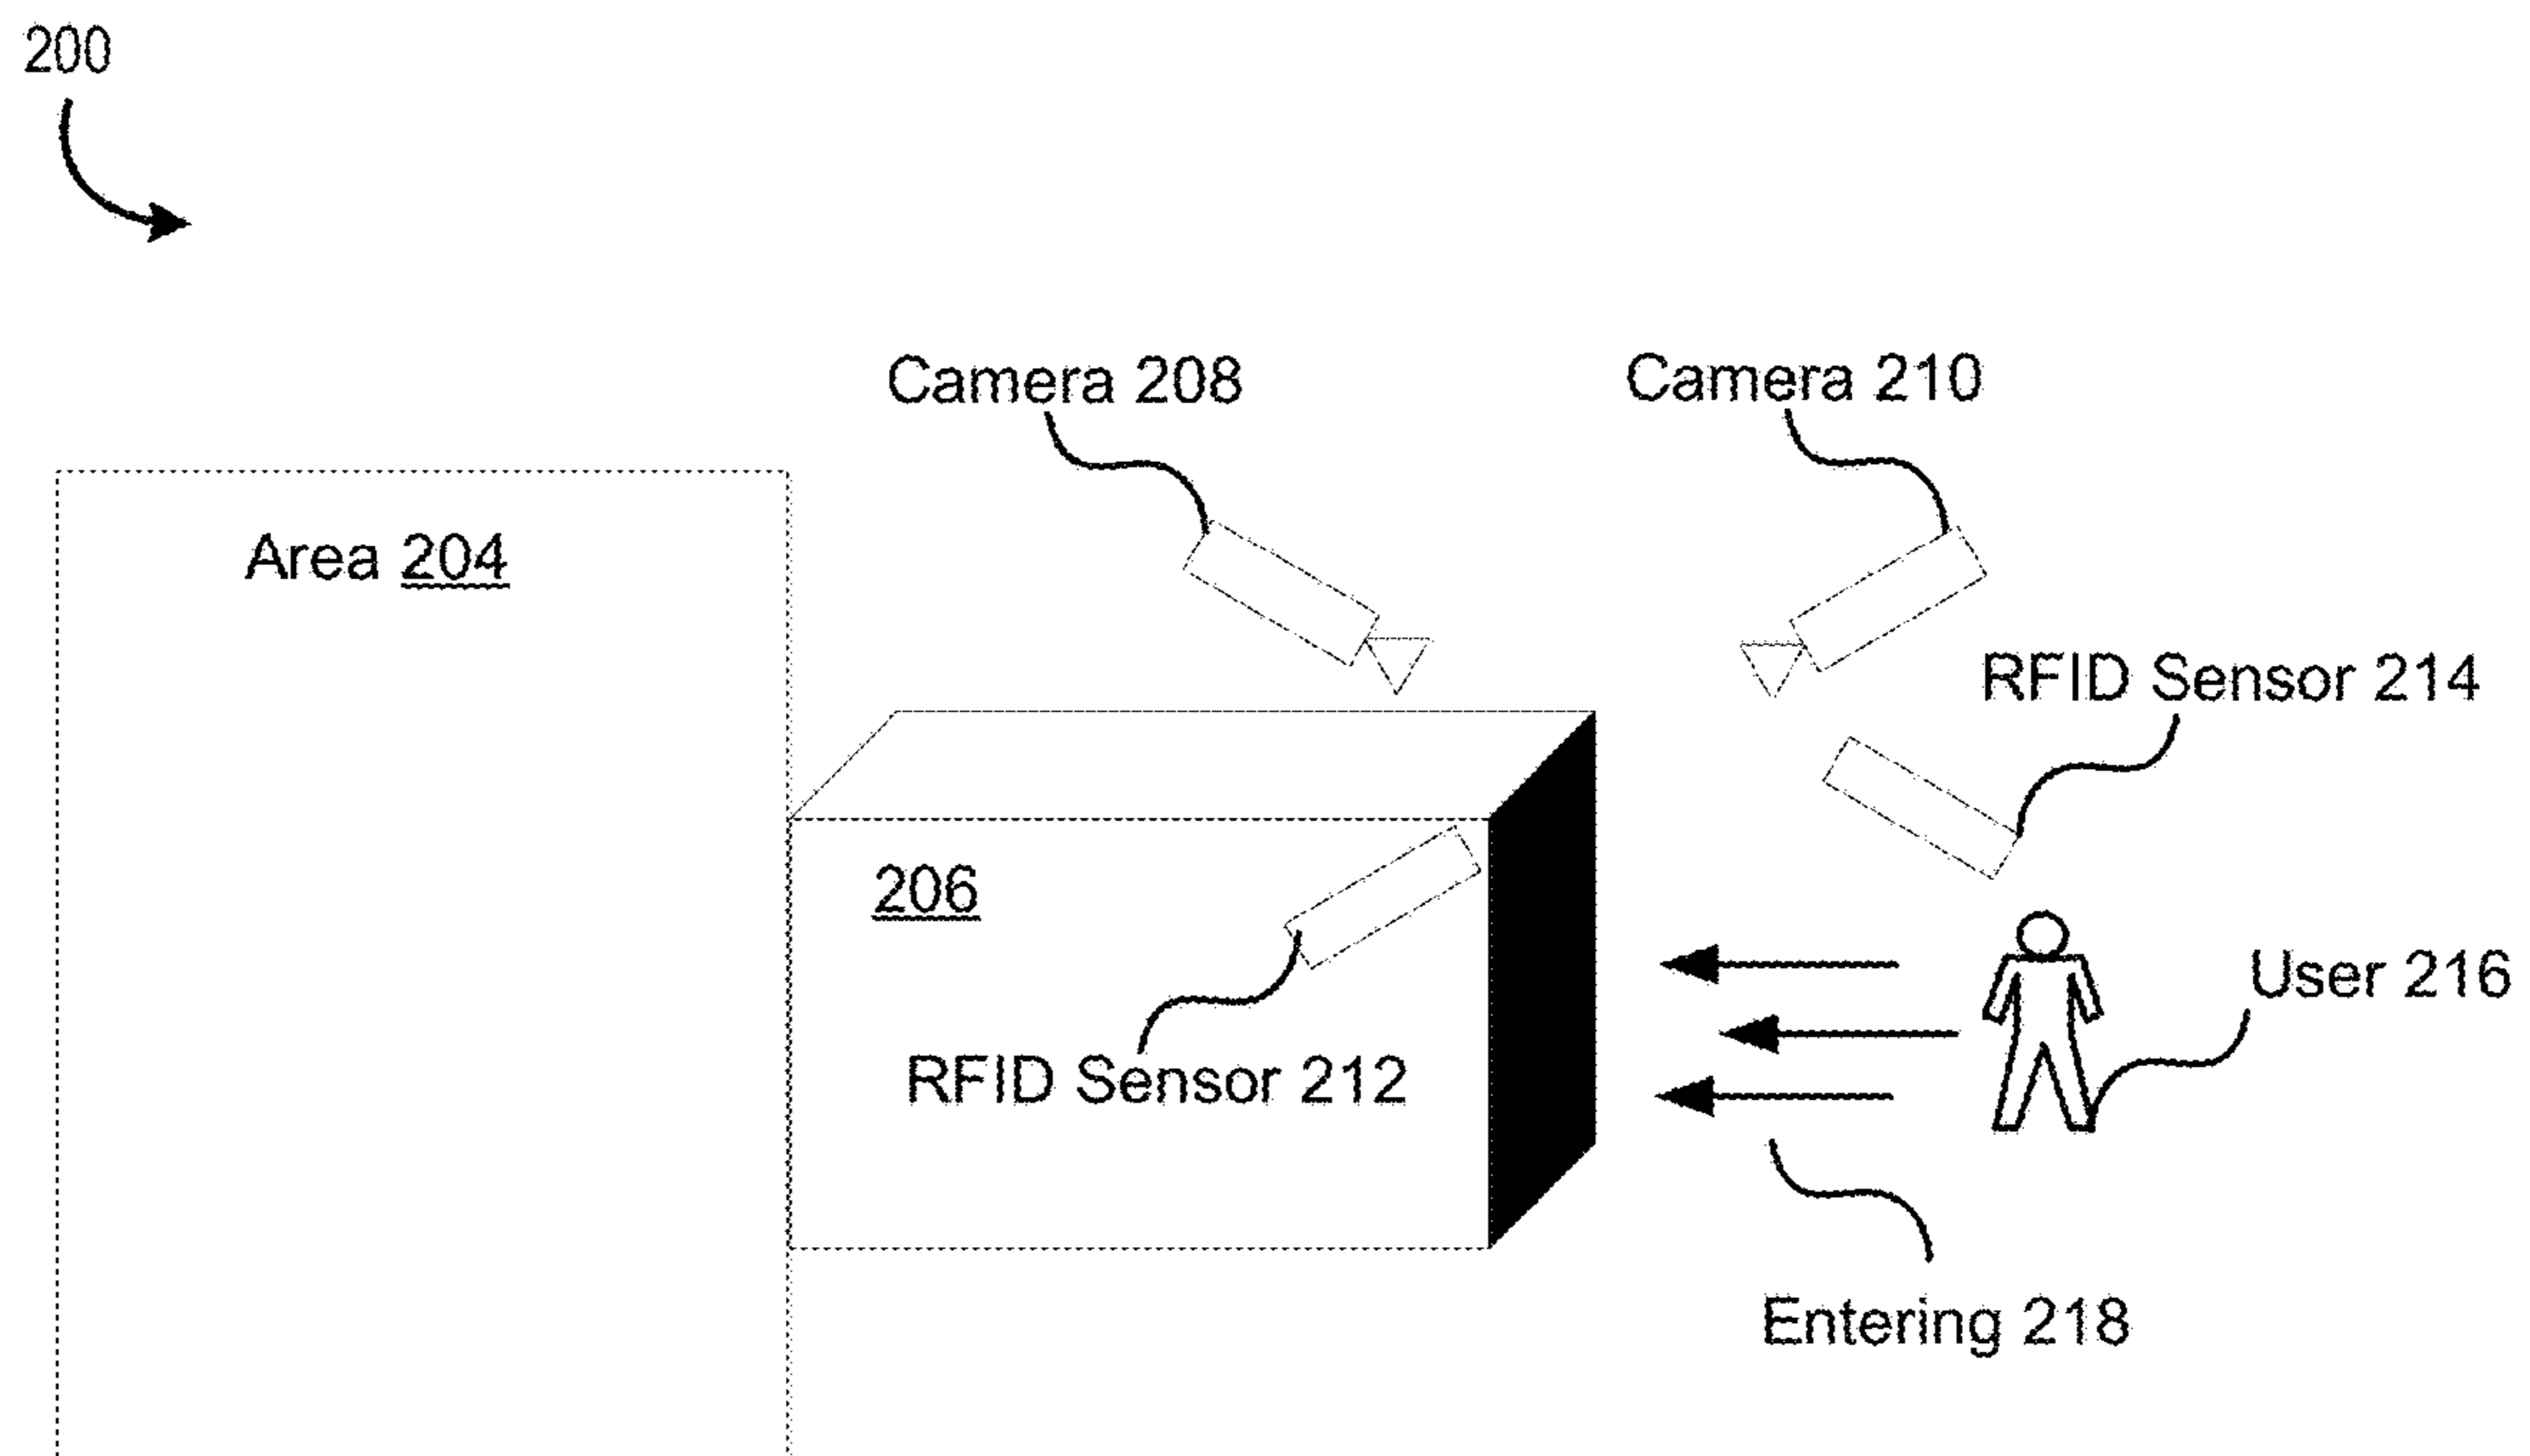 200
Camera 208
Camera 210
Area 204
RFID Sensor 214
206
User 216
RFID Sensor 212
Entering 218